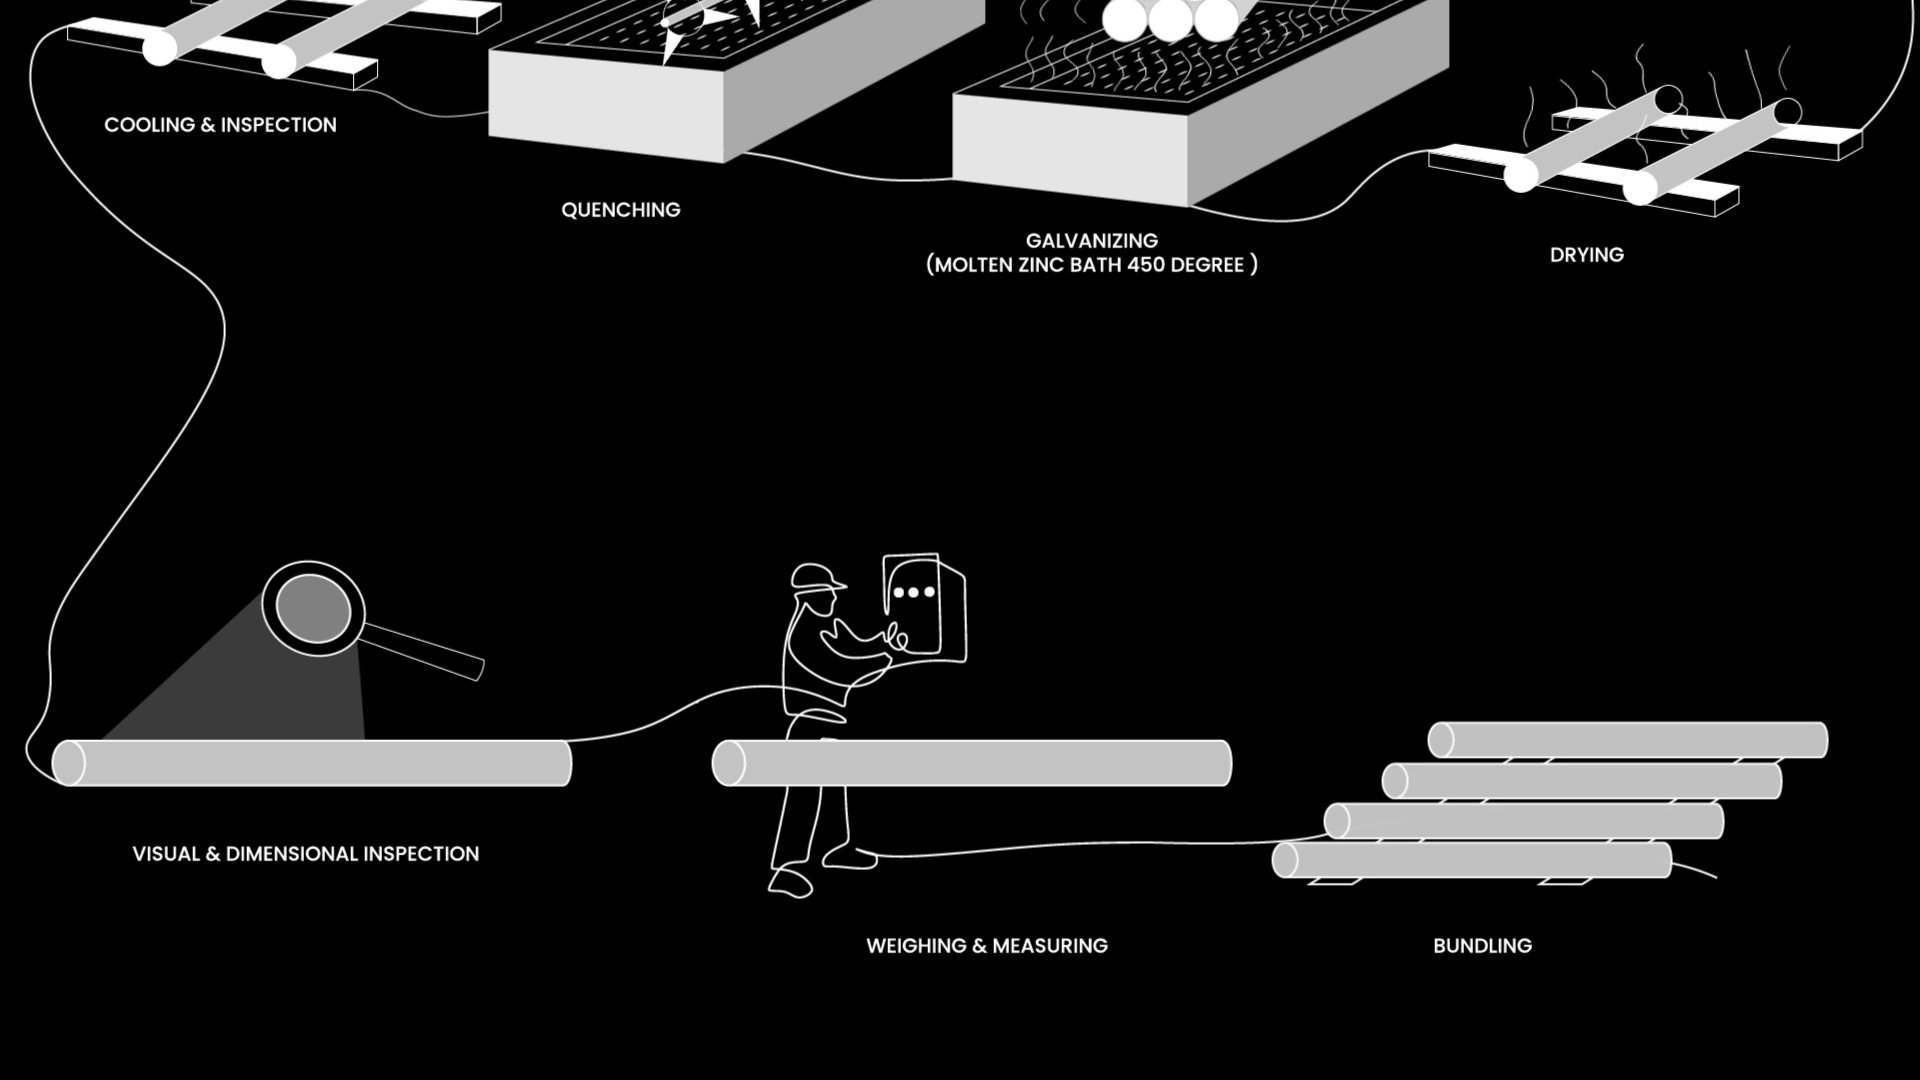 COOLING & INSPECTION
QUENCHING
GALVANIZING
(MOLTEN ZINC BATH 450 DEGREE )
DRYING
VISUAL & DIMENSIONAL INSPECTION
WEIGHING & MEASURING
BUNDLING